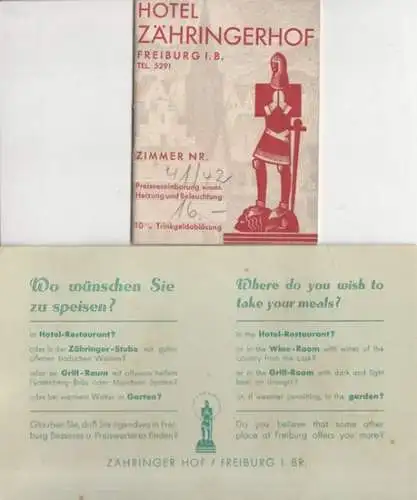 HOTEL
ZÄHRINGERHOF
FREIBURG I. B.
TEL. 5291
ZIMMER NR.
41/42
Preisvereinbarung einschl.
Heizung und Beleuchtung
16.-
10% Trinkgeldablösung
Wo wünschen Sie
zu speisen?
im Hotel-Restaurant?
oder in der Zähringer-Stube mit guten
offenen badischen Weinen?
oder im Grill-Raum mit offenem hellem
oder Münchner
oder bei warmem Wetter im Garten?
Glauben Sie, daß Sie irgendwo in Frei-
burg Besseres u. Preiswerteres finden?
Where do you wish to
take your meals?
in the Hotel-Restaurant?
or in the Wine-Room with wines of the
country from the cask?
or in the Grill-Room with dark and light
beer on draught?
or if weather permitting, in the garden?
Do you believe that some other
place at Freiburg offers you more?
ZÄHRINGER HOF / FREIBURG I. BR.